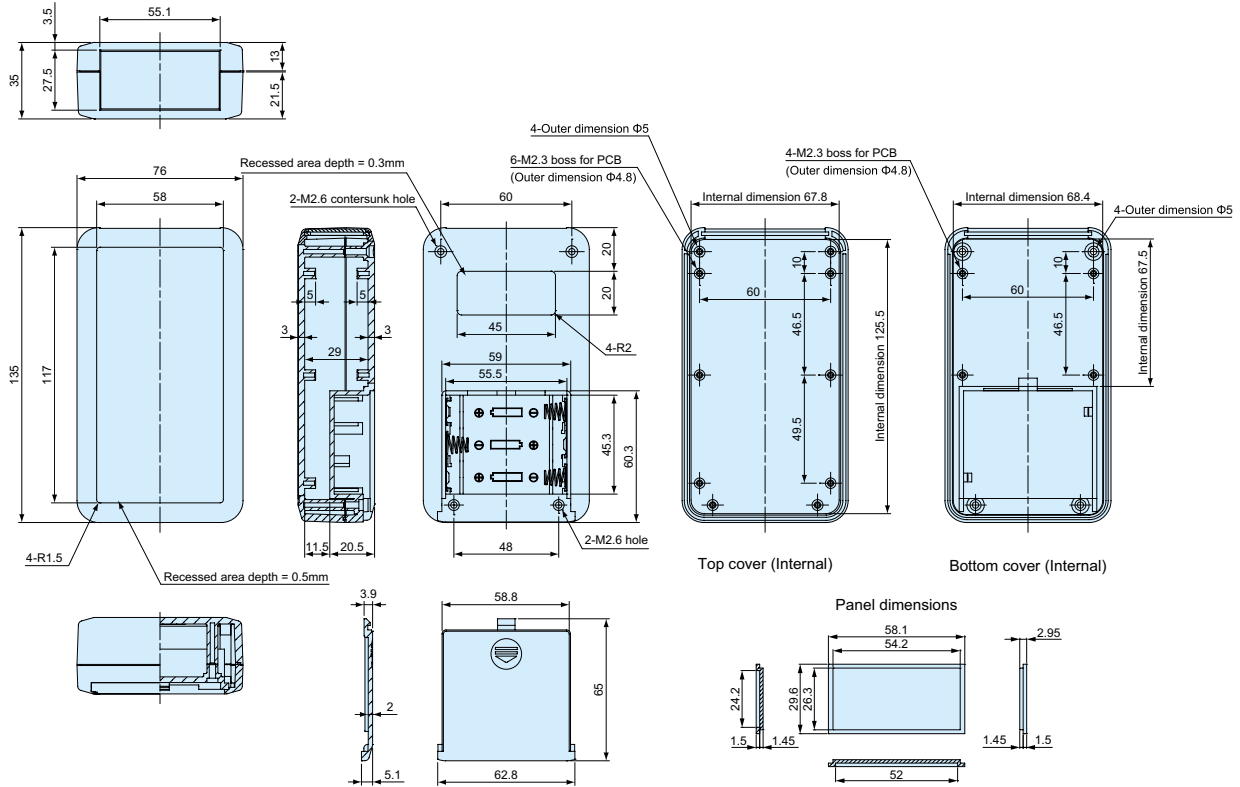 55.1
3.5
35
27.5
13
21.5
76
58
135
117
4-R1.5
Recessed area depth = 0.5mm
5
5
3
3
29
11.5
20.5
Recessed area depth = 0.3mm
2-M2.6 contersunk hole
60
20
20
45
4-R2
59
55.5
45.3
60.3
⊕ ⊖
⊖ ⊕
⊕ ⊖
48
2-M2.6 hole
4-Outer dimension Φ5
6-M2.3 boss for PCB
(Outer dimension Φ4.8)
Internal dimension 67.8
10
60
46.5
49.5
Internal dimension 125.5
Top cover (Internal)
4-M2.3 boss for PCB
(Outer dimension Φ4.8)
Internal dimension 68.4
4-Outer dimension Φ5
10
60
46.5
Internal dimension 67.5
Bottom cover (Internal)
3.9
2
5.1
58.8
65
62.8
Panel dimensions
58.1
54.2
24.2
1.5
1.45
29.6
26.3
52
2.95
1.45
1.5